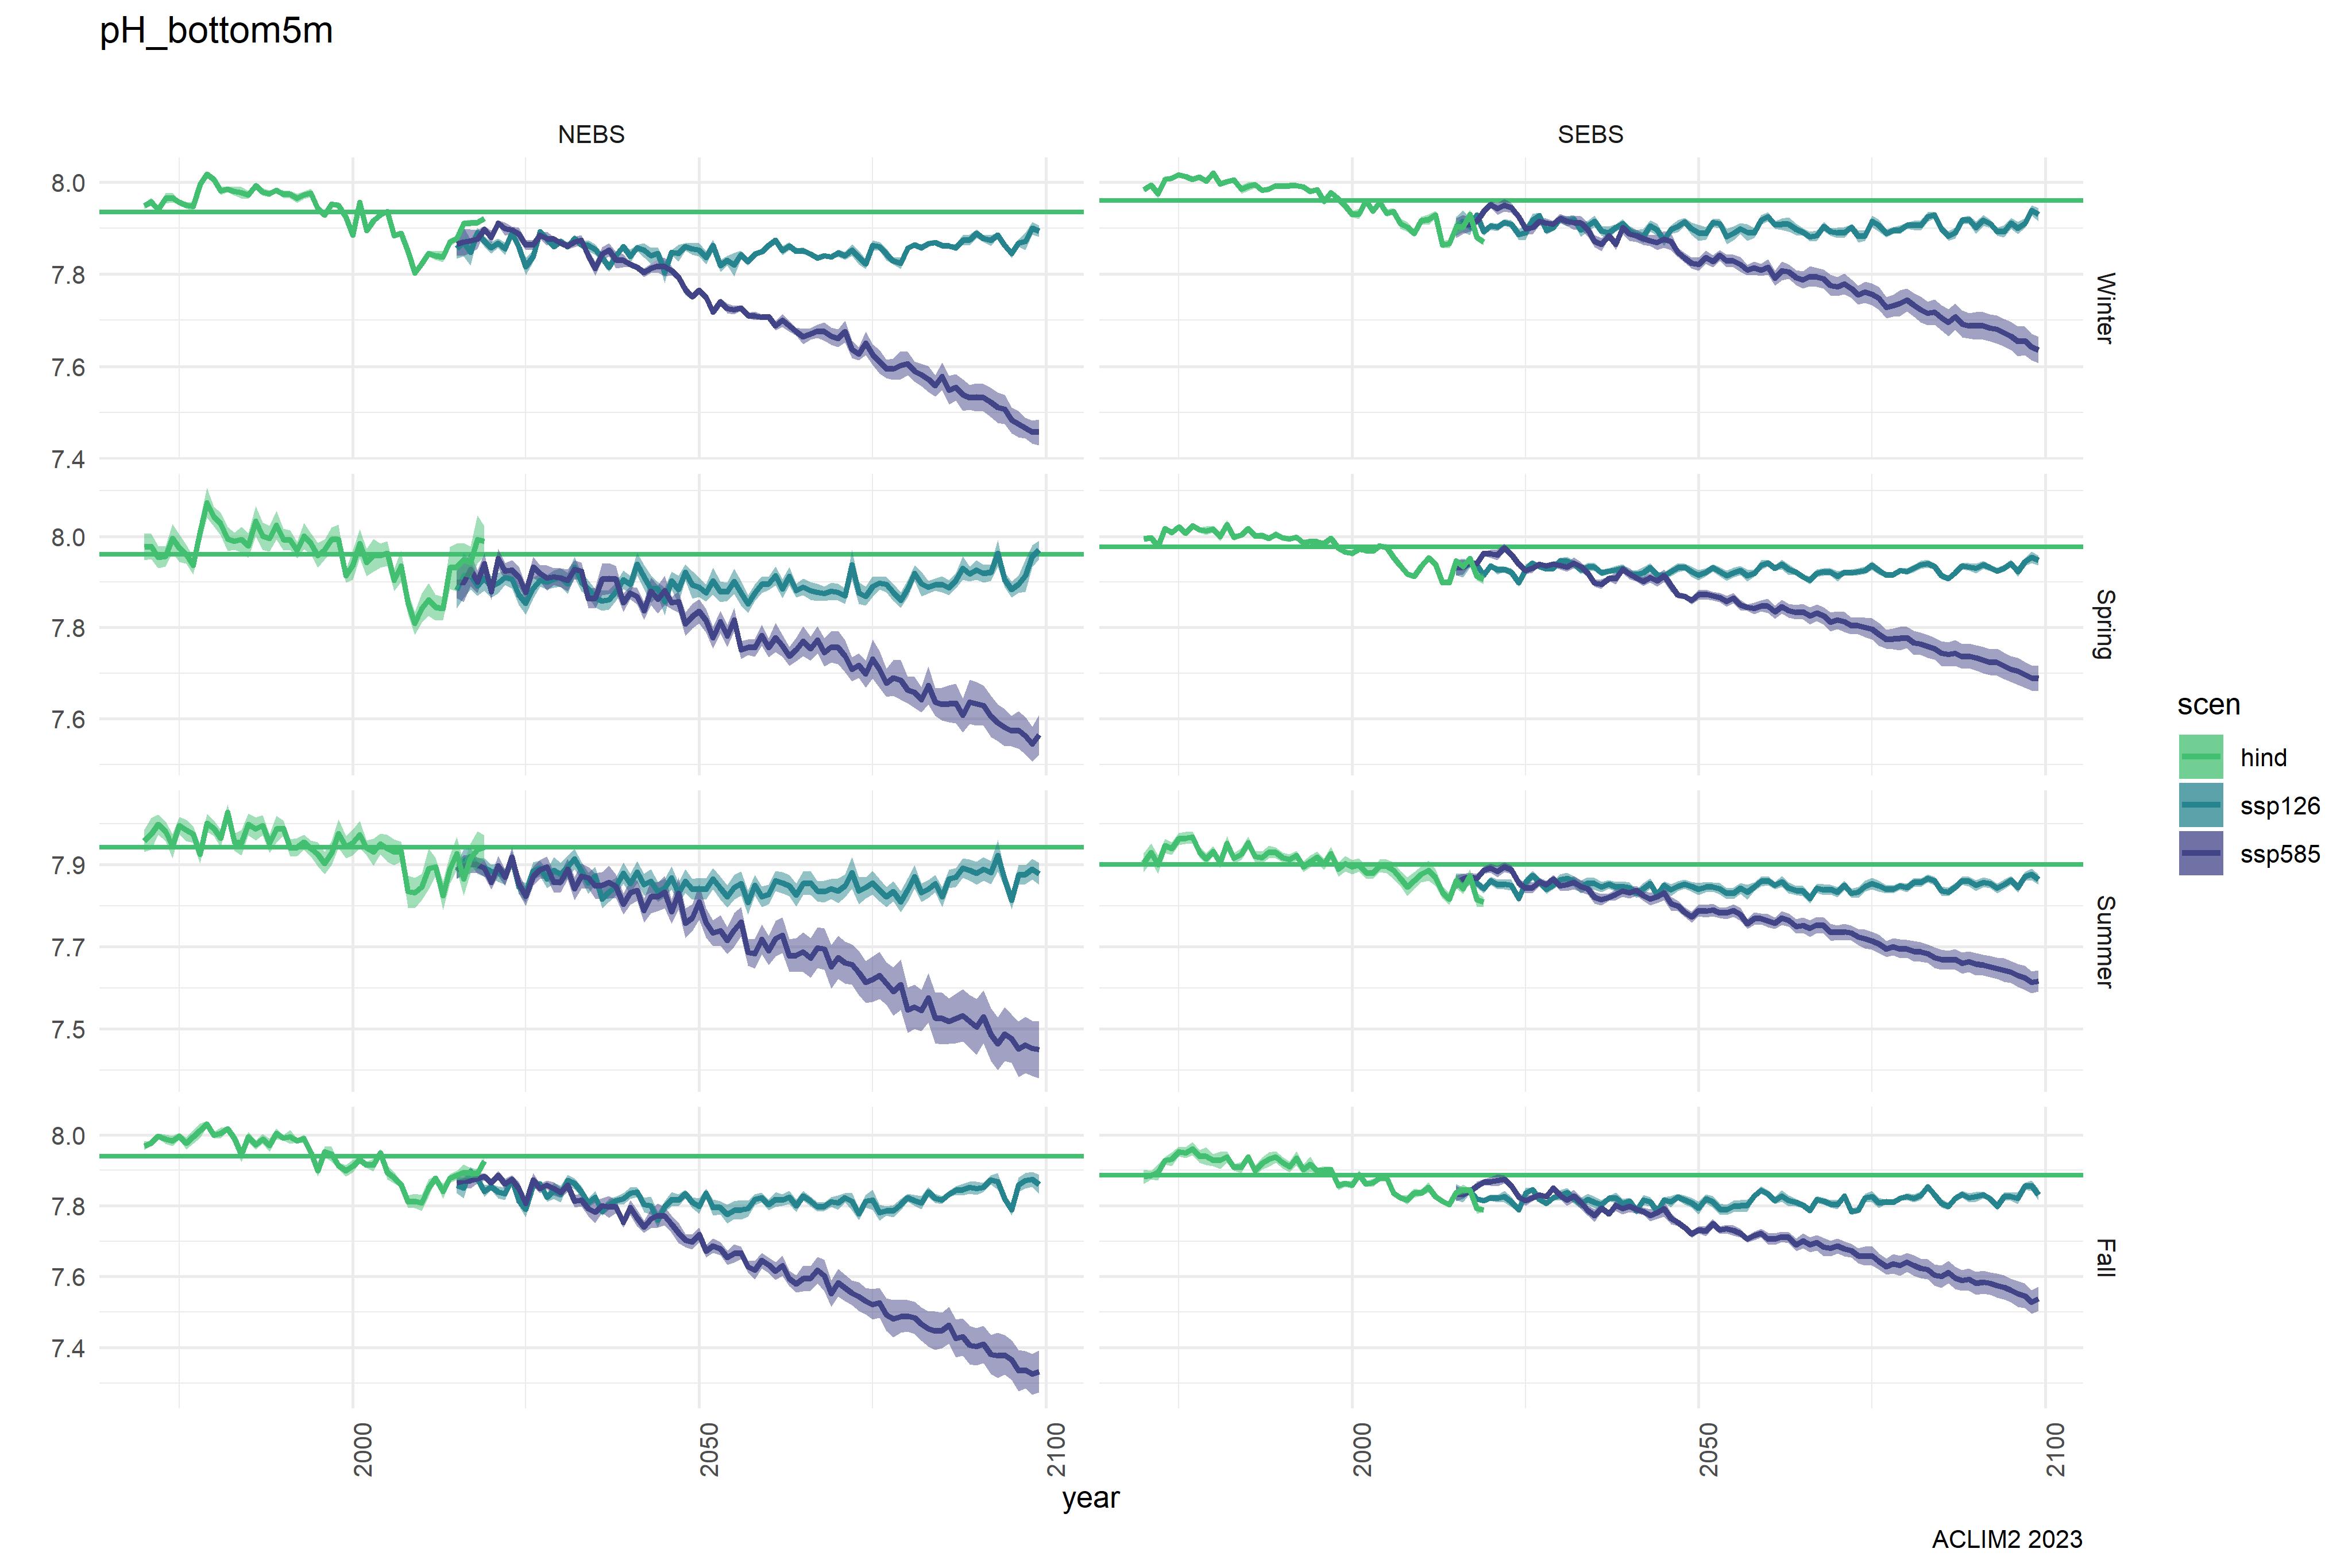 pH_bottom5m
NEBS
SEBS
8.0
7.8
7.6
7.4
Winter
8.0
7.8
7.6
Spring
7.9
7.7
7.5
Summer
8.0
7.8
7.6
7.4
Fall
2000
2050
2100
2000
2050
2100
year
scen
hind
ssp126
ssp585
ACLIM2 2023